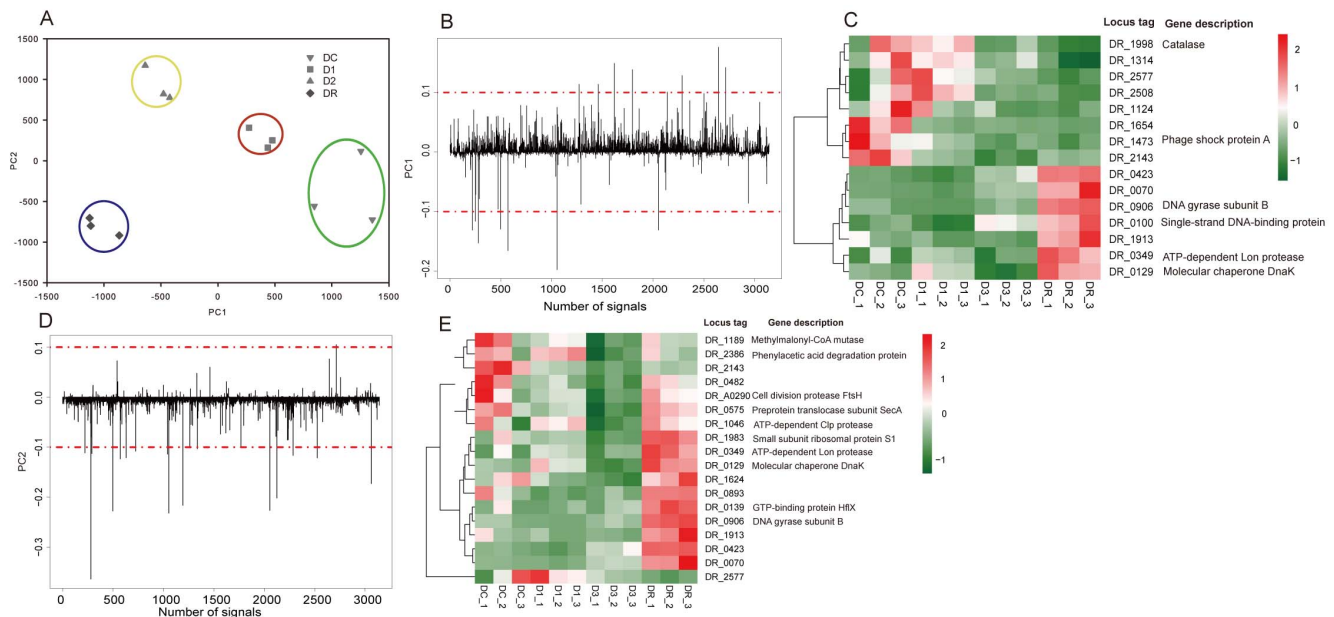 A
DC
D1
D2
DR
1500
1000
500
0
-500
-1000
-1500
-1500
-1000
-500
0
500
1000
1500
PC2
PC1
B
0.1
0.0
-0.1
-0.2
0
500
1000
1500
2000
2500
3000
PC1
Number of signals
C
Locus tag Gene description
DR_1998 Catalase
DR_1314
DR_2577
DR_2508
DR_1124
DR_1654
DR_1473 Phage shock protein A
DR_2143
DR_0423
DR_0070
DR_0906 DNA gyrase subunit B
DR_0100 Single-strand DNA-binding protein
DR_1913
DR_0349 ATP-dependent Lon protease
DR_0129 Molecular chaperone DnaK
DC_1
DC_2
DC_3
D1_1
D1_2
D1_3
D3_1
D3_2
D3_3
DR_1
DR_2
DR_3
2
1
0
-1
D
0.1
0.0
-0.1
-0.2
-0.3
0
500
1000
1500
2000
2500
3000
PC2
Number of signals
E
Locus tag Gene description
DR_1189 Methylmalonyl-CoA mutase
DR_2386 Phenylacetic acid degradation protein
DR_2143
DR_0482
DR_A0290 Cell division protease FtsH
DR_0575 Preprotein translocase subunit SecA
DR_1046 ATP-dependent Clp protease
DR_1983 Small subunit ribosomal protein S1
DR_0349 ATP-dependent Lon protease
DR_0129 Molecular chaperone DnaK
DR_1624
DR_0893
DR_0139 GTP-binding protein HflX
DR_0906 DNA gyrase subunit B
DR_1913
DR_0423
DR_0070
DR_2577
DC_1
DC_2
DC_3
D1_1
D1_2
D1_3
D3_1
D3_2
D3_3
DR_1
DR_2
DR_3
2
1
0
-1